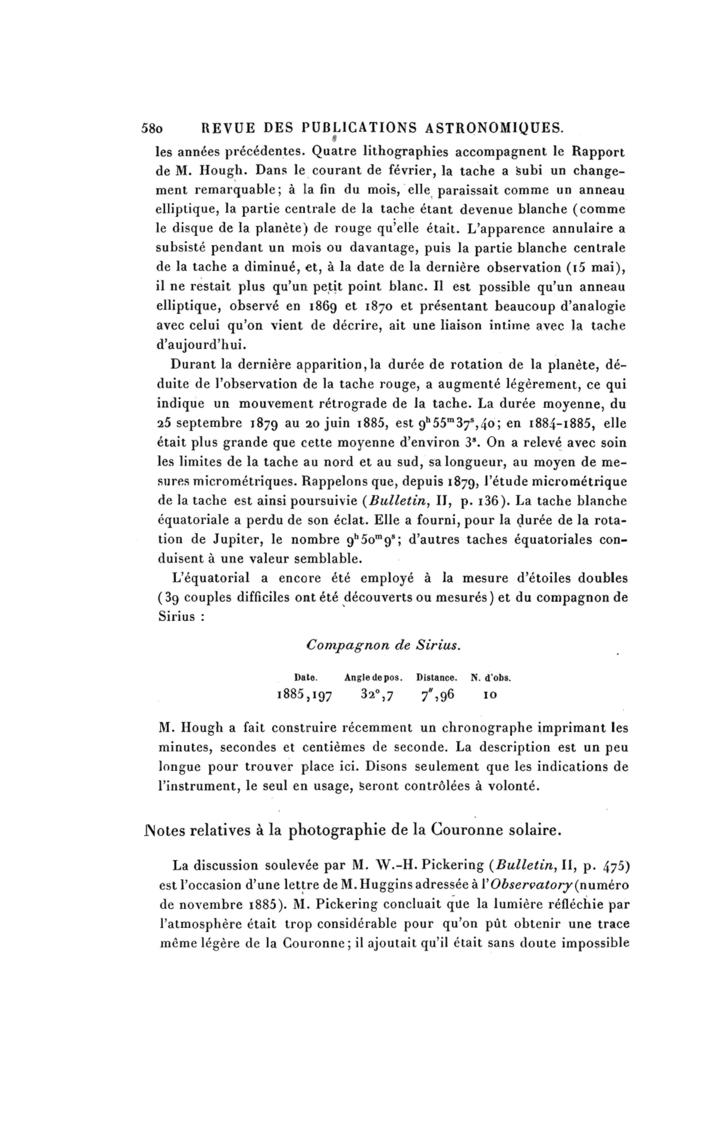 580 REVUE DES PUBLICATIONS ASTRONOMIQUES.
les années précédentes. Quatre lithographies accompagnent le Rapport
de M. Hough. Dans le courant de février, la tache a subi un change-
ment remarquable; à la fin du mois, elle paraissait comme un anneau
elliptique, la partie centrale de la tache étant devenue blanche (comme
le disque de la planète) de rouge qu'elle était. L'apparence annulaire a
subsisté pendant un mois ou davantage, puis la partie blanche centrale
de la tache a diminué, et, à la date de la dernière observation (15 mai),
il ne restait plus qu'un petit point blanc. Il est possible qu'un anneau
elliptique, observé en 1869 et 1870 et présentant beaucoup d'analogie
avec celui qu'on vient de décrire, ait une liaison intime avec la tache
d'aujourd'hui.
Durant la dernière apparition, la durée de rotation de la planète, dé-
duite de l'observation de la tache rouge, a augmenté légèrement, ce qui
indique un mouvement rétrograde de la tache. La durée moyenne, du
25 septembre 1879 au 20 juin 1885, est 9ʰ55ᵐ37ˢ,40; en 1884-1885, elle
était plus grande que cette moyenne d'environ 3ˢ. On a relevé avec soin
les limites de la tache au nord et au sud, sa longueur, au moyen de me-
sures micrométriques. Rappelons que, depuis 1879, l'étude micrométrique
de la tache est ainsi poursuivie (Bulletin, II, p. 136). La tache blanche
équatoriale a perdu de son éclat. Elle a fourni, pour la durée de la rota-
tion de Jupiter, le nombre 9ʰ50ᵐ9ˢ; d'autres taches équatoriales con-
duisent à une valeur semblable.
L'équatorial a encore été employé à la mesure d'étoiles doubles
(39 couples difficiles ont été découverts ou mesurés) et du compagnon de
Sirius :
Compagnon de Sirius.
Date. Angle de pos. Distance. N. d'obs.
1885,197 32°,7 7",96 10
M. Hough a fait construire récemment un chronographe imprimant les
minutes, secondes et centièmes de seconde. La description est un peu
longue pour trouver place ici. Disons seulement que les indications de
l'instrument, le seul en usage, seront contrôlées à volonté.
Notes relatives à la photographie de la Couronne solaire.
La discussion soulevée par M. W.-H. Pickering (Bulletin, II, p. 475)
est l'occasion d'une lettre de M. Huggins adressée à l'Observatory (numéro
de novembre 1885). M. Pickering concluait que la lumière réfléchie par
l'atmosphère était trop considérable pour qu'on pût obtenir une trace
même légère de la Couronne; il ajoutait qu'il était sans doute impossible